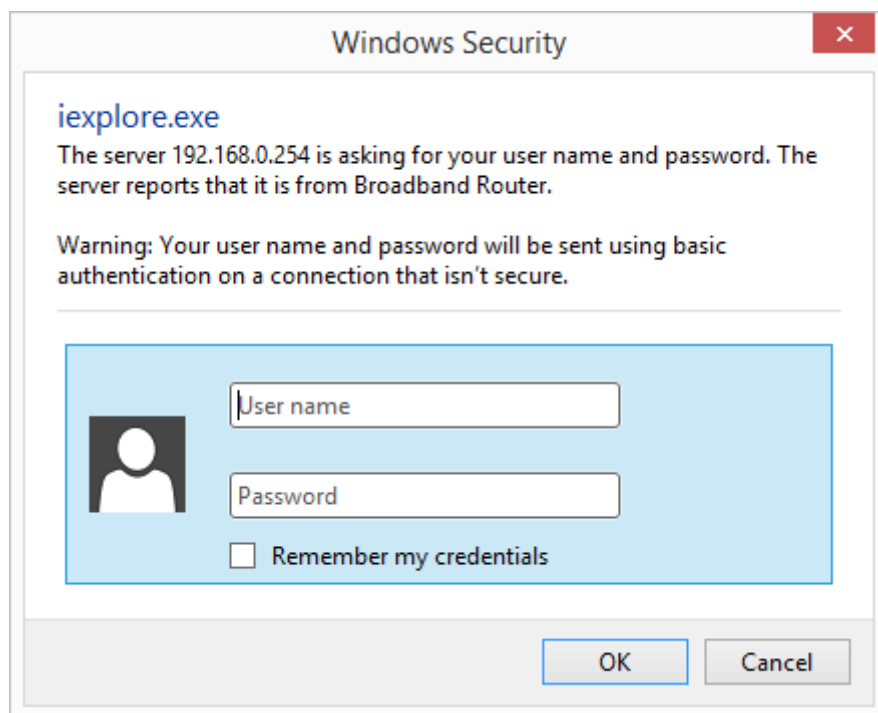 Windows Security
iexplore.exe
The server 192.168.0.254 is asking for your user name and password. The
server reports that it is from Broadband Router.
Warning: Your user name and password will be sent using basic
authentication on a connection that isn't secure.
User name
Password
Remember my credentials
OK
Cancel